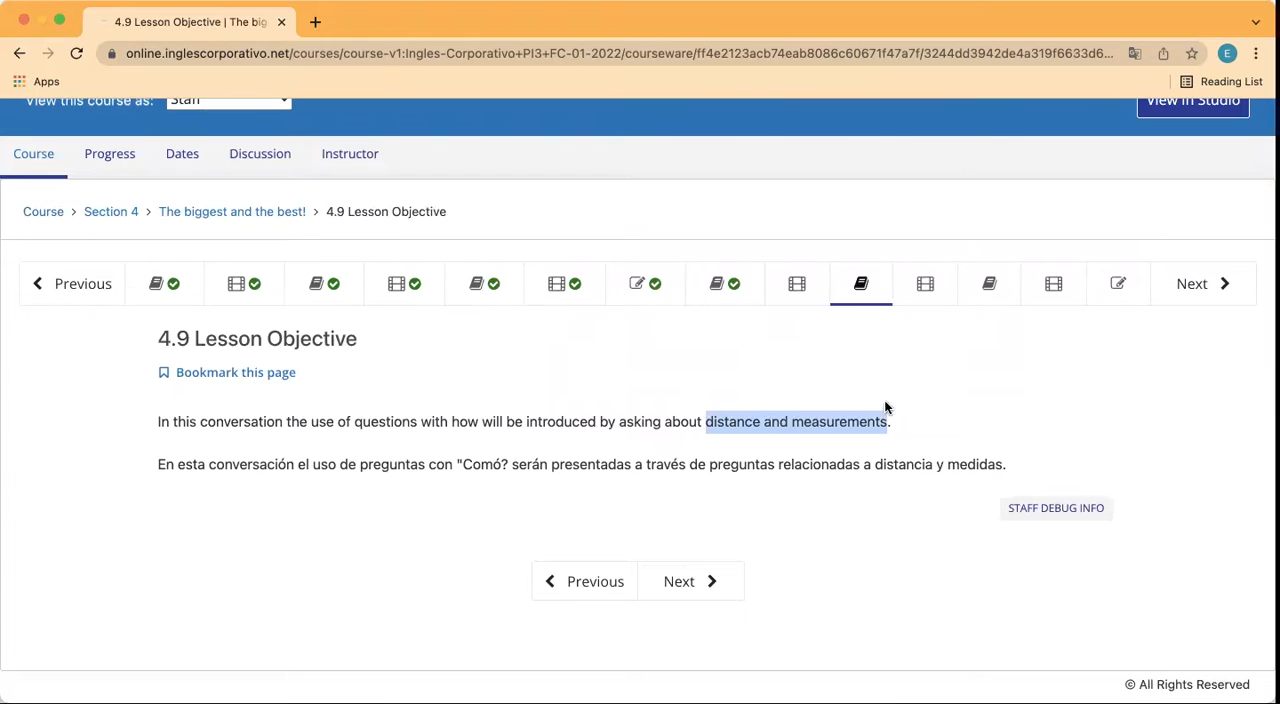 4.9 Lesson Objective | The big
online.inglescorporativo.net/courses/course-v1:Ingles-Corporativo+PI3+FC-01-2022/courseware/ff4e2123acb74eab8086c60671f47a7f/3244dd3942de4a319f6633d6...
E
Apps
Reading List
View this course as:
Staff
View in Studio
Course
Progress
Dates
Discussion
Instructor
Course > Section 4 > The biggest and the best! > 4.9 Lesson Objective
Previous
Next
4.9 Lesson Objective
Bookmark this page
In this conversation the use of questions with how will be introduced by asking about distance and measurements.
En esta conversación el uso de preguntas con "Comó? serán presentadas a través de preguntas relacionadas a distancia y medidas.
STAFF DEBUG INFO
Previous
Next
© All Rights Reserved